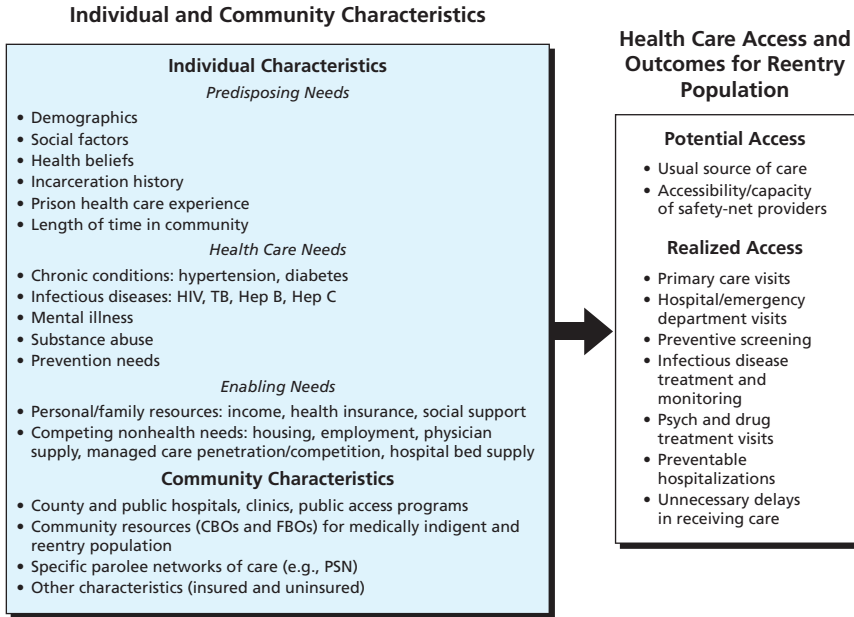 Individual and Community Characteristics
Individual Characteristics
Predisposing Needs
• Demographics
• Social factors
• Health beliefs
• Incarceration history
• Prison health care experience
• Length of time in community
Health Care Needs
• Chronic conditions: hypertension, diabetes
• Infectious diseases: HIV, TB, Hep B, Hep C
• Mental illness
• Substance abuse
• Prevention needs
Enabling Needs
• Personal/family resources: income, health insurance, social support
• Competing nonhealth needs: housing, employment, physician
supply, managed care penetration/competition, hospital bed supply
Community Characteristics
• County and public hospitals, clinics, public access programs
• Community resources (CBOs and FBOs) for medically indigent and
reentry population
• Specific parolee networks of care (e.g., PSN)
• Other characteristics (insured and uninsured)
Health Care Access and
Outcomes for Reentry
Population
Potential Access
• Usual source of care
• Accessibility/capacity
of safety-net providers
Realized Access
• Primary care visits
• Hospital/emergency
department visits
• Preventive screening
• Infectious disease
treatment and
monitoring
• Psych and drug
treatment visits
• Preventable
hospitalizations
• Unnecessary delays
in receiving care